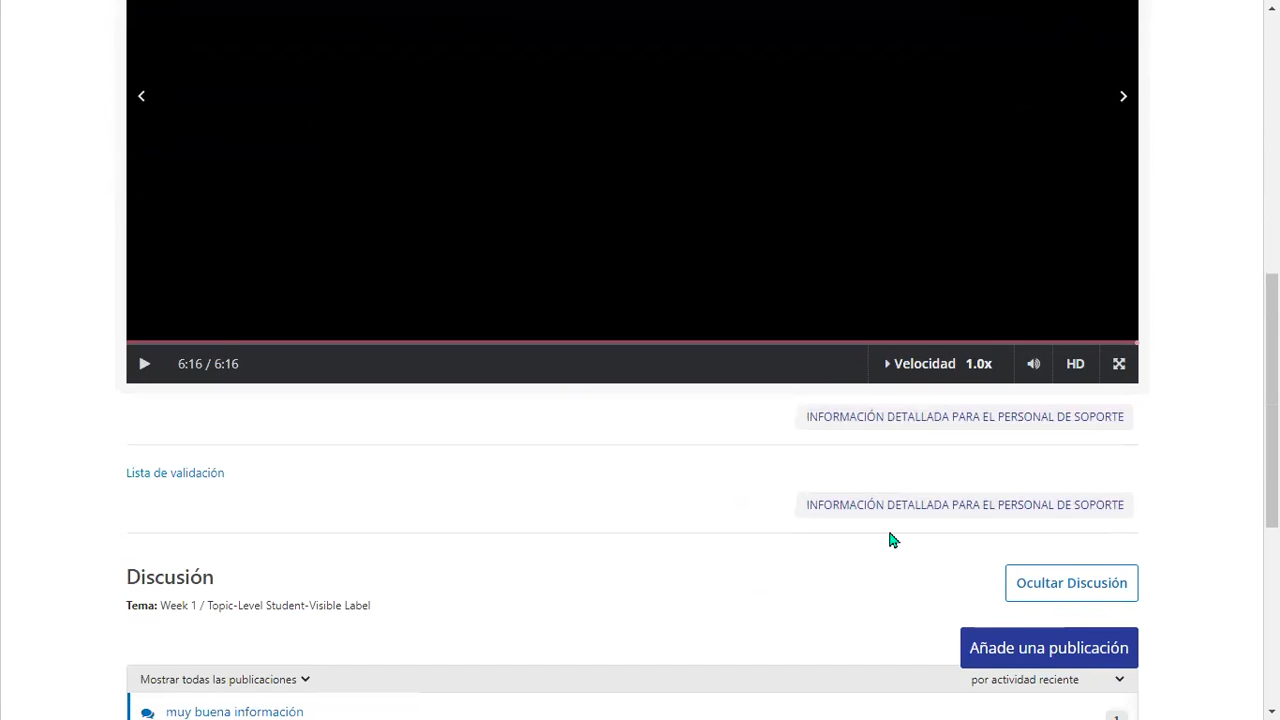 6:16 / 6:16
Velocidad 1.0x
HD
INFORMACIÓN DETALLADA PARA EL PERSONAL DE SOPORTE
Lista de validación
INFORMACIÓN DETALLADA PARA EL PERSONAL DE SOPORTE
Discusión
Ocultar Discusión
Tema: Week 1 / Topic-Level Student-Visible Label
Añade una publicación
Mostrar todas las publicaciones
por actividad reciente
muy buena información
1